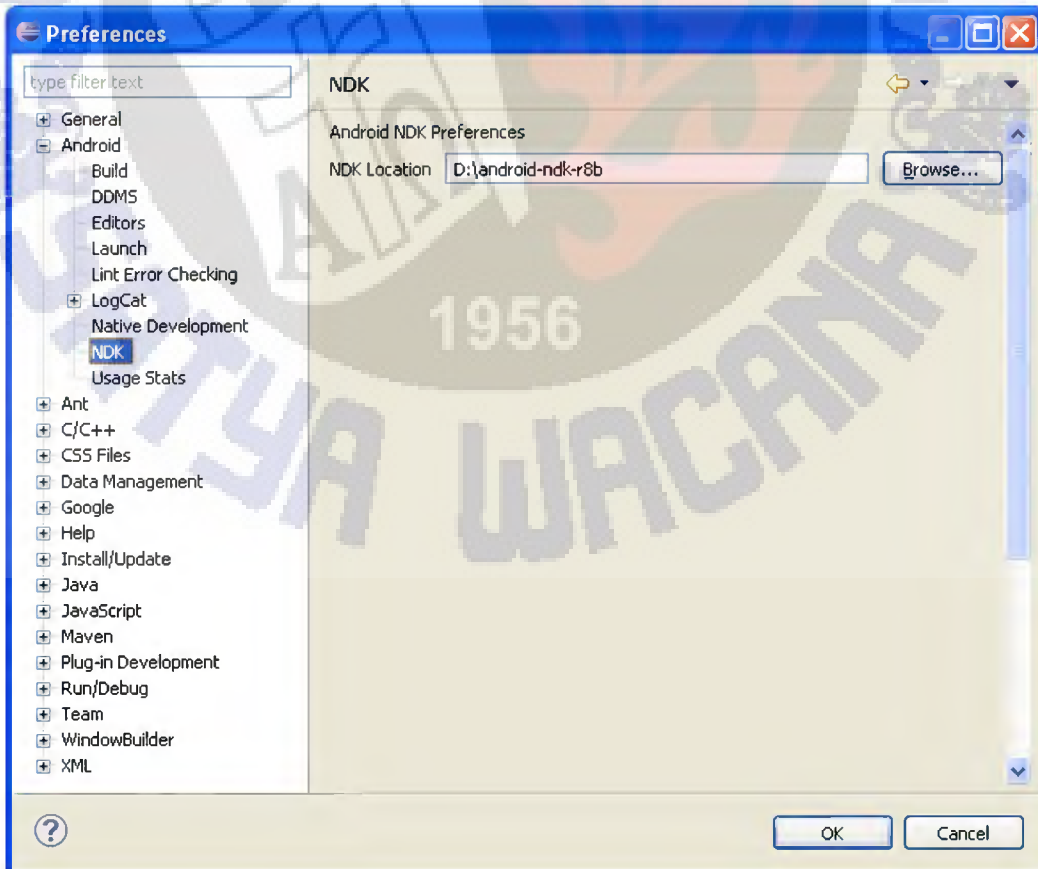 Preferences
type filter text
General
Android
Build
DDMS
Editors
Launch
Lint Error Checking
LogCat
Native Development
NDK
Usage Stats
Ant
C/C++
CSS Files
Data Management
Google
Help
Install/Update
Java
JavaScript
Maven
Plug-in Development
Run/Debug
Team
WindowBuilder
XML
NDK
Android NDK Preferences
NDK Location D:\android-ndk-r8b Browse...
1956
TYA WACANA
OK Cancel